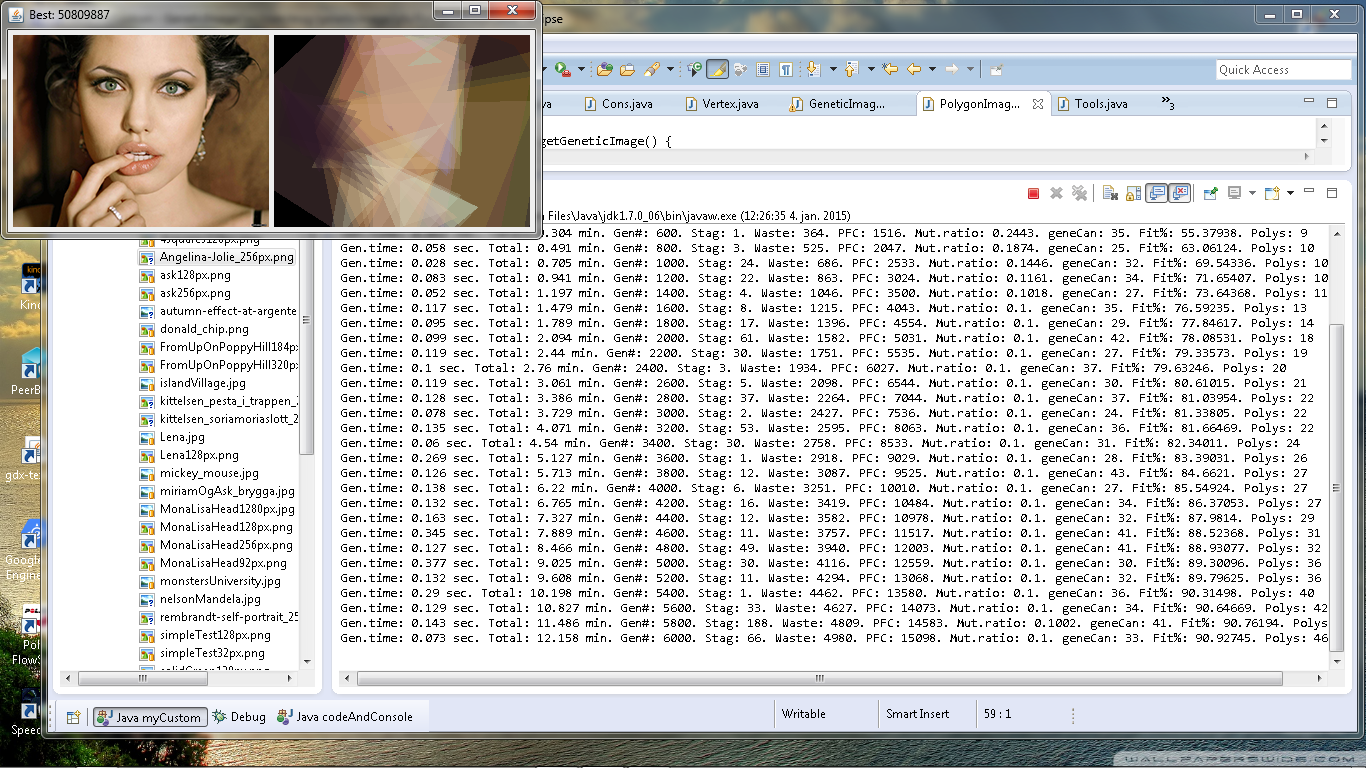 Best: 50809887
pse
Quick Access
va
Cons.java
Vertex.java
GeneticImag...
PolygonImag...
Tools.java
»3
getGeneticImage() {
n Files\Java\jdk1.7.0_06\bin\javaw.exe (12:26:35 4. jan. 2015)
0.304 min. Gen#: 600. Stag: 1. Waste: 364. PFC: 1516. Mut.ratio: 0.2443. geneCan: 35. Fit%: 55.37938. Polys: 9
Gen.time: 0.058 sec. Total: 0.491 min. Gen#: 800. Stag: 3. Waste: 525. PFC: 2047. Mut.ratio: 0.1874. geneCan: 25. Fit%: 63.06124. Polys: 10
Gen.time: 0.028 sec. Total: 0.705 min. Gen#: 1000. Stag: 24. Waste: 686. PFC: 2533. Mut.ratio: 0.1446. geneCan: 32. Fit%: 69.54336. Polys: 10
Gen.time: 0.083 sec. Total: 0.941 min. Gen#: 1200. Stag: 22. Waste: 863. PFC: 3024. Mut.ratio: 0.1161. geneCan: 34. Fit%: 71.65407. Polys: 10
Gen.time: 0.052 sec. Total: 1.197 min. Gen#: 1400. Stag: 4. Waste: 1046. PFC: 3500. Mut.ratio: 0.1018. geneCan: 27. Fit%: 73.64368. Polys: 11
Gen.time: 0.117 sec. Total: 1.479 min. Gen#: 1600. Stag: 8. Waste: 1215. PFC: 4043. Mut.ratio: 0.1. geneCan: 35. Fit%: 76.59235. Polys: 13
Gen.time: 0.095 sec. Total: 1.789 min. Gen#: 1800. Stag: 17. Waste: 1396. PFC: 4554. Mut.ratio: 0.1. geneCan: 29. Fit%: 77.84617. Polys: 14
Gen.time: 0.099 sec. Total: 2.094 min. Gen#: 2000. Stag: 61. Waste: 1582. PFC: 5031. Mut.ratio: 0.1. geneCan: 42. Fit%: 78.08531. Polys: 18
Gen.time: 0.119 sec. Total: 2.44 min. Gen#: 2200. Stag: 30. Waste: 1751. PFC: 5535. Mut.ratio: 0.1. geneCan: 27. Fit%: 79.33573. Polys: 19
Gen.time: 0.1 sec. Total: 2.76 min. Gen#: 2400. Stag: 3. Waste: 1934. PFC: 6027. Mut.ratio: 0.1. geneCan: 37. Fit%: 79.63246. Polys: 20
Gen.time: 0.119 sec. Total: 3.061 min. Gen#: 2600. Stag: 5. Waste: 2098. PFC: 6544. Mut.ratio: 0.1. geneCan: 30. Fit%: 80.61015. Polys: 21
Gen.time: 0.128 sec. Total: 3.386 min. Gen#: 2800. Stag: 37. Waste: 2264. PFC: 7044. Mut.ratio: 0.1. geneCan: 37. Fit%: 81.03954. Polys: 22
Gen.time: 0.078 sec. Total: 3.729 min. Gen#: 3000. Stag: 2. Waste: 2427. PFC: 7536. Mut.ratio: 0.1. geneCan: 24. Fit%: 81.33805. Polys: 22
Gen.time: 0.135 sec. Total: 4.071 min. Gen#: 3200. Stag: 53. Waste: 2595. PFC: 8063. Mut.ratio: 0.1. geneCan: 36. Fit%: 81.66469. Polys: 22
Gen.time: 0.06 sec. Total: 4.54 min. Gen#: 3400. Stag: 30. Waste: 2758. PFC: 8533. Mut.ratio: 0.1. geneCan: 31. Fit%: 82.34011. Polys: 24
Gen.time: 0.269 sec. Total: 5.127 min. Gen#: 3600. Stag: 1. Waste: 2918. PFC: 9029. Mut.ratio: 0.1. geneCan: 28. Fit%: 83.39031. Polys: 26
Gen.time: 0.126 sec. Total: 5.713 min. Gen#: 3800. Stag: 12. Waste: 3087. PFC: 9525. Mut.ratio: 0.1. geneCan: 43. Fit%: 84.6621. Polys: 27
Gen.time: 0.138 sec. Total: 6.22 min. Gen#: 4000. Stag: 6. Waste: 3251. PFC: 10010. Mut.ratio: 0.1. geneCan: 27. Fit%: 85.54924. Polys: 27
Gen.time: 0.132 sec. Total: 6.765 min. Gen#: 4200. Stag: 16. Waste: 3419. PFC: 10484. Mut.ratio: 0.1. geneCan: 34. Fit%: 86.37053. Polys: 27
Gen.time: 0.163 sec. Total: 7.327 min. Gen#: 4400. Stag: 12. Waste: 3582. PFC: 10978. Mut.ratio: 0.1. geneCan: 32. Fit%: 87.9814. Polys: 29
Gen.time: 0.345 sec. Total: 7.889 min. Gen#: 4600. Stag: 11. Waste: 3757. PFC: 11517. Mut.ratio: 0.1. geneCan: 41. Fit%: 88.52368. Polys: 31
Gen.time: 0.127 sec. Total: 8.466 min. Gen#: 4800. Stag: 49. Waste: 3940. PFC: 12003. Mut.ratio: 0.1. geneCan: 41. Fit%: 88.93077. Polys: 32
Gen.time: 0.377 sec. Total: 9.025 min. Gen#: 5000. Stag: 30. Waste: 4116. PFC: 12559. Mut.ratio: 0.1. geneCan: 30. Fit%: 89.30096. Polys: 36
Gen.time: 0.132 sec. Total: 9.608 min. Gen#: 5200. Stag: 11. Waste: 4294. PFC: 13068. Mut.ratio: 0.1. geneCan: 32. Fit%: 89.79625. Polys: 36
Gen.time: 0.29 sec. Total: 10.198 min. Gen#: 5400. Stag: 1. Waste: 4462. PFC: 13580. Mut.ratio: 0.1. geneCan: 36. Fit%: 90.31498. Polys: 40
Gen.time: 0.129 sec. Total: 10.827 min. Gen#: 5600. Stag: 33. Waste: 4627. PFC: 14073. Mut.ratio: 0.1. geneCan: 34. Fit%: 90.64669. Polys: 42
Gen.time: 0.143 sec. Total: 11.486 min. Gen#: 5800. Stag: 188. Waste: 4809. PFC: 14583. Mut.ratio: 0.1002. geneCan: 41. Fit%: 90.76194. Polys
Gen.time: 0.073 sec. Total: 12.158 min. Gen#: 6000. Stag: 66. Waste: 4980. PFC: 15098. Mut.ratio: 0.1. geneCan: 33. Fit%: 90.92745. Polys: 46
4squares120px.png
Angelina-Jolie_256px.png
ask128px.png
ask256px.png
autumn-effect-at-argente
donald_chip.png
FromUpOnPoppyHill184px
FromUpOnPoppyHill320px
islandVillage.jpg
kittelsen_pesta_i_trappen_2
kittelsen_soriamoriaslott_2
Lena.jpg
Lena128px.png
mickey_mouse.jpg
miriamOgAsk_brygga.jpg
MonaLisaHead1280px.jpg
MonaLisaHead128px.png
MonaLisaHead256px.png
MonaLisaHead92px.png
monstersUniversity.jpg
nelsonMandela.jpg
rembrandt-self-portrait_25
simpleTest128px.png
simpleTest32px.png
kind
Kin
PeerB
gdx-te
Google
Engine
Pol
FlowS
Speed
Java myCustom
Debug
Java codeAndConsole
Writable
Smart Insert
59 : 1
WALLPAPERSWIDE.COM